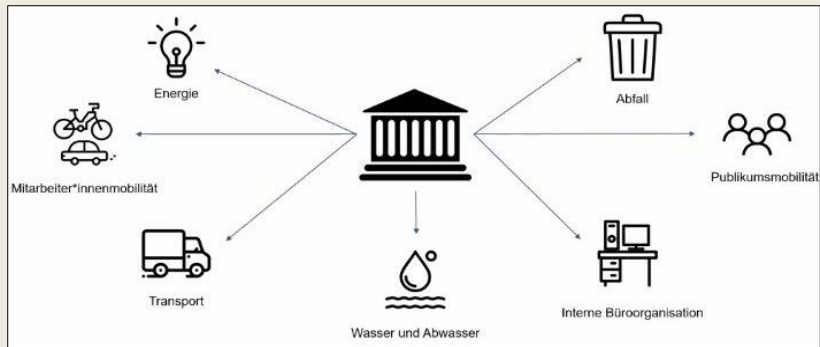 Energie
Abfall
Mitarbeiter*innenmobilität
Publikumsmobilität
Transport
Interne Büroorganisation
Wasser und Abwasser